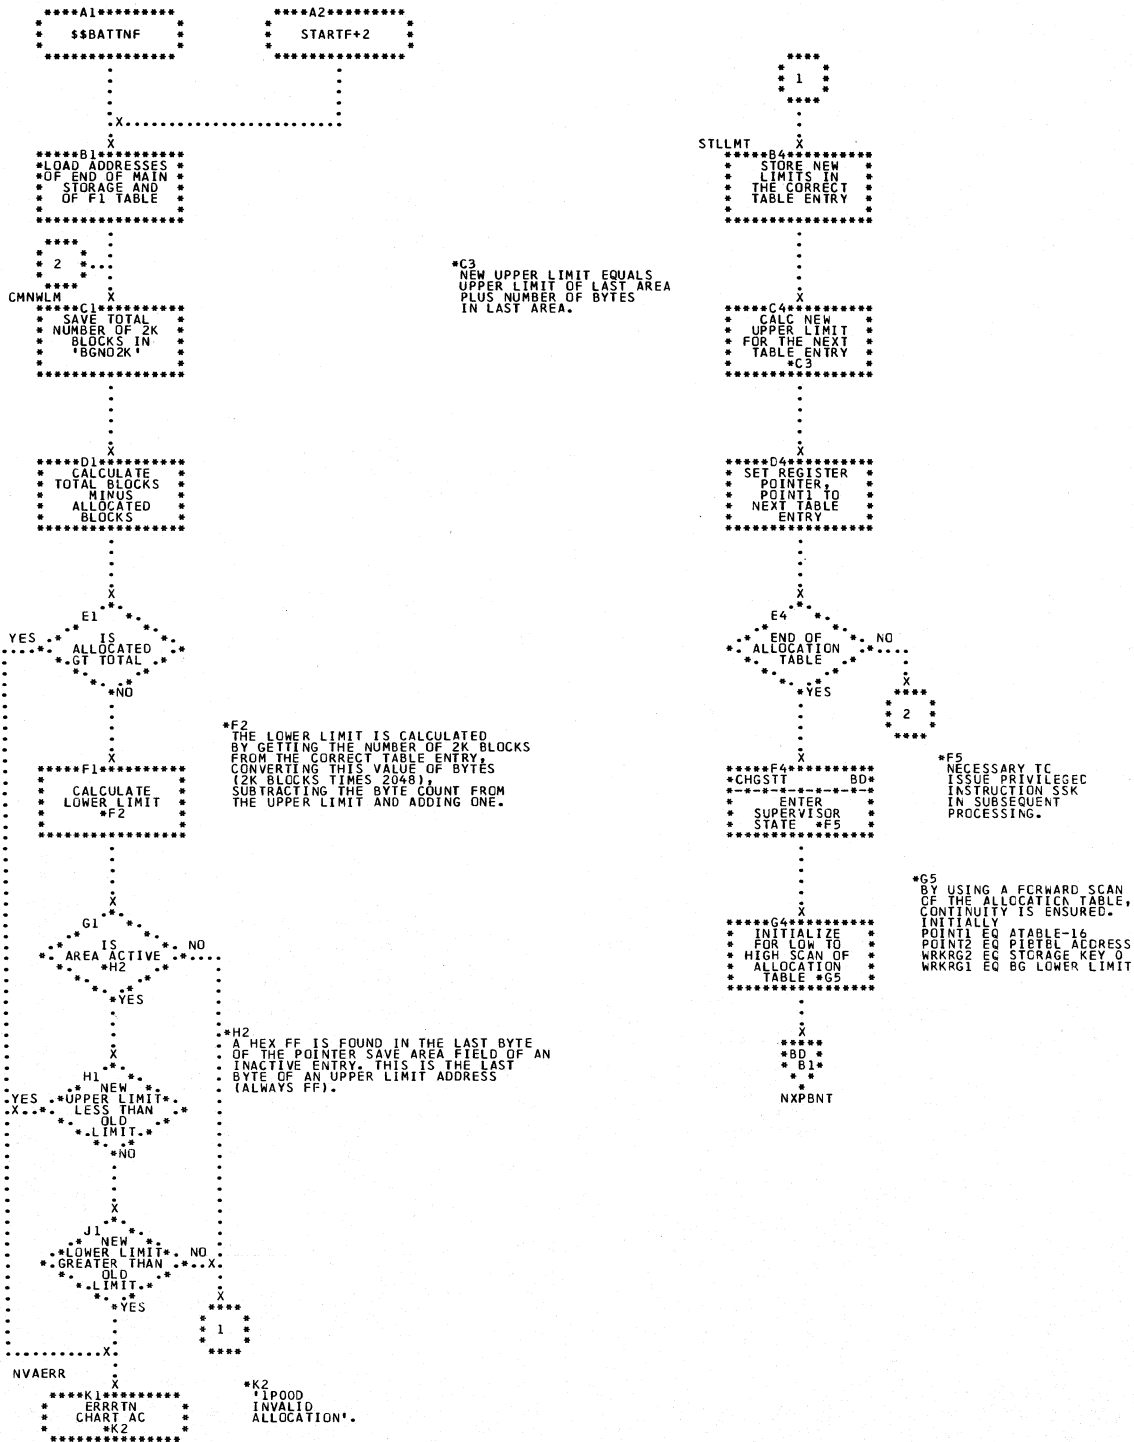 A1
$$BATTNF
A2
STARTF+2
B1
LOAD ADDRESSES
OF END OF MAIN
STORAGE AND
OF F1 TABLE
2
CMNWLM
C1
SAVE TOTAL
NUMBER OF 2K
BLOCKS IN
'BGNO2K'
D1
CALCULATE
TOTAL BLOCKS
MINUS
ALLOCATED
BLOCKS
E1
YES
IS
ALLOCATED
GT TOTAL
NO
F1
CALCULATE
LOWER LIMIT
*F2
*F2
THE LOWER LIMIT IS CALCULATED
BY GETTING THE NUMBER OF 2K BLOCKS
FROM THE CORRECT TABLE ENTRY,
CONVERTING THIS VALUE OF BYTES
(2K BLOCKS TIMES 2048),
SUBTRACTING THE BYTE COUNT FROM
THE UPPER LIMIT AND ADDING ONE.
G1
IS
AREA ACTIVE
*H2
NO
YES
*H2
A HEX FF IS FOUND IN THE LAST BYTE
OF THE POINTER SAVE AREA FIELD OF AN
INACTIVE ENTRY. THIS IS THE LAST
BYTE OF AN UPPER LIMIT ADDRESS
(ALWAYS FF).
H1
YES
NEW
UPPER LIMIT
LESS THAN
OLD
LIMIT
NO
J1
NEW
LOWER LIMIT
GREATER THAN
OLD
LIMIT
NO
YES
1
NVAERR
K1
ERRRTN
CHART AC
*K2
*K2
'1POOD
INVALID
ALLOCATION'.
*C3
NEW UPPER LIMIT EQUALS
UPPER LIMIT OF LAST AREA
PLUS NUMBER OF BYTES
IN LAST AREA.
1
STLLMT
B4
STORE NEW
LIMITS IN
THE CORRECT
TABLE ENTRY
C4
CALC NEW
UPPER LIMIT
FOR THE NEXT
TABLE ENTRY
*C3
D4
SET REGISTER
POINTER,
POINT1 TO
NEXT TABLE
ENTRY
E4
END OF
ALLOCATION
TABLE
NO
YES
2
F4
CHGSTT BD
ENTER
SUPERVISOR
STATE *F5
*F5
NECESSARY TC
ISSUE PRIVILEGED
INSTRUCTION SSK
IN SUBSEQUENT
PROCESSING.
G4
INITIALIZE
FOR LOW TO
HIGH SCAN OF
ALLOCATION
TABLE *G5
*G5
BY USING A FORWARD SCAN
OF THE ALLOCATION TABLE,
CONTINUITY IS ENSURED.
INITIALLY
POINT1 EQ ATABLE-16
POINT2 EQ PIBTBL ADDRESS
WRKRG2 EQ STORAGE KEY 0
WRKRG1 EQ BG LOWER LIMIT
BD
B1
NXPBNT